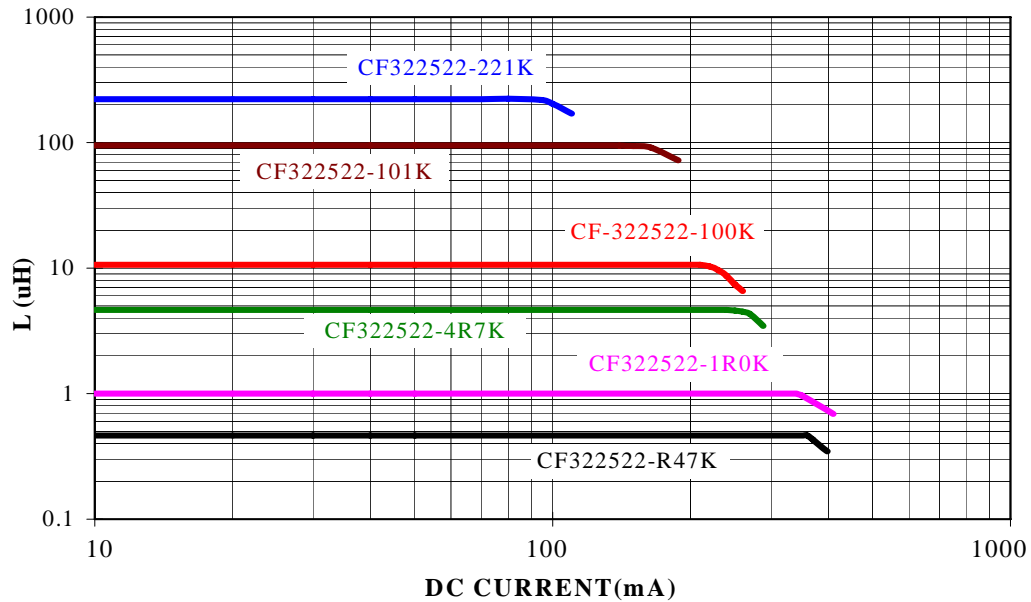 1000
CF322522-221K
100
CF322522-101K
CF-322522-100K
10
CF322522-4R7K
CF322522-1R0K
1
CF322522-R47K
0.1
L (uH)
10
100
1000
DC CURRENT(mA)